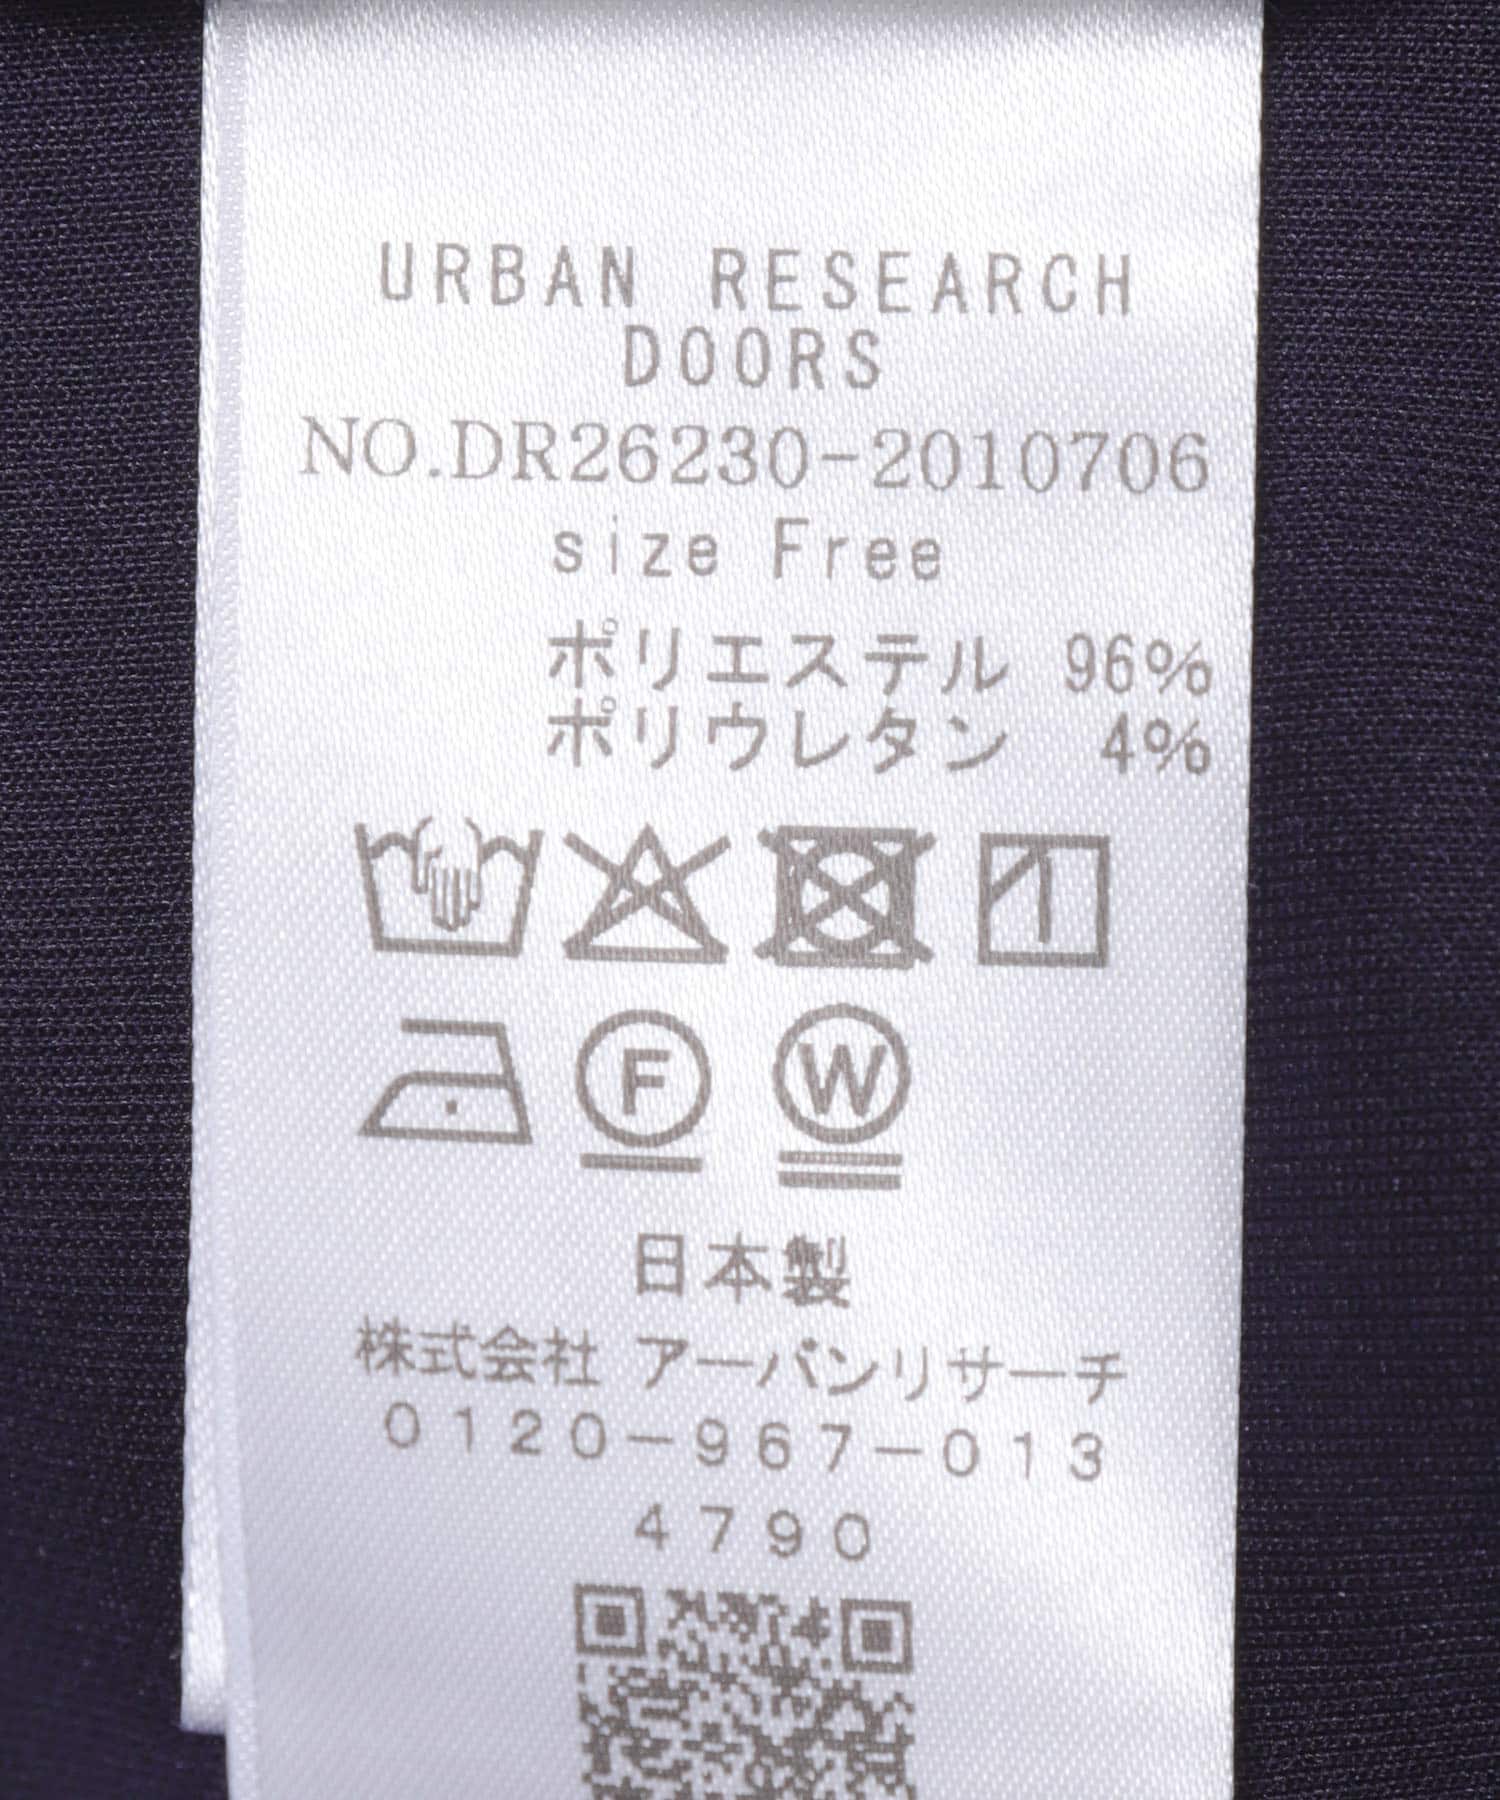 URBAN RESEARCH
DOORS
NO.DR26230-2010706
size Free
ポリエステル 96%
ポリウレタン 4%
F W
日本製
株式会社 アーバンリサーチ
0120-967-013
4790